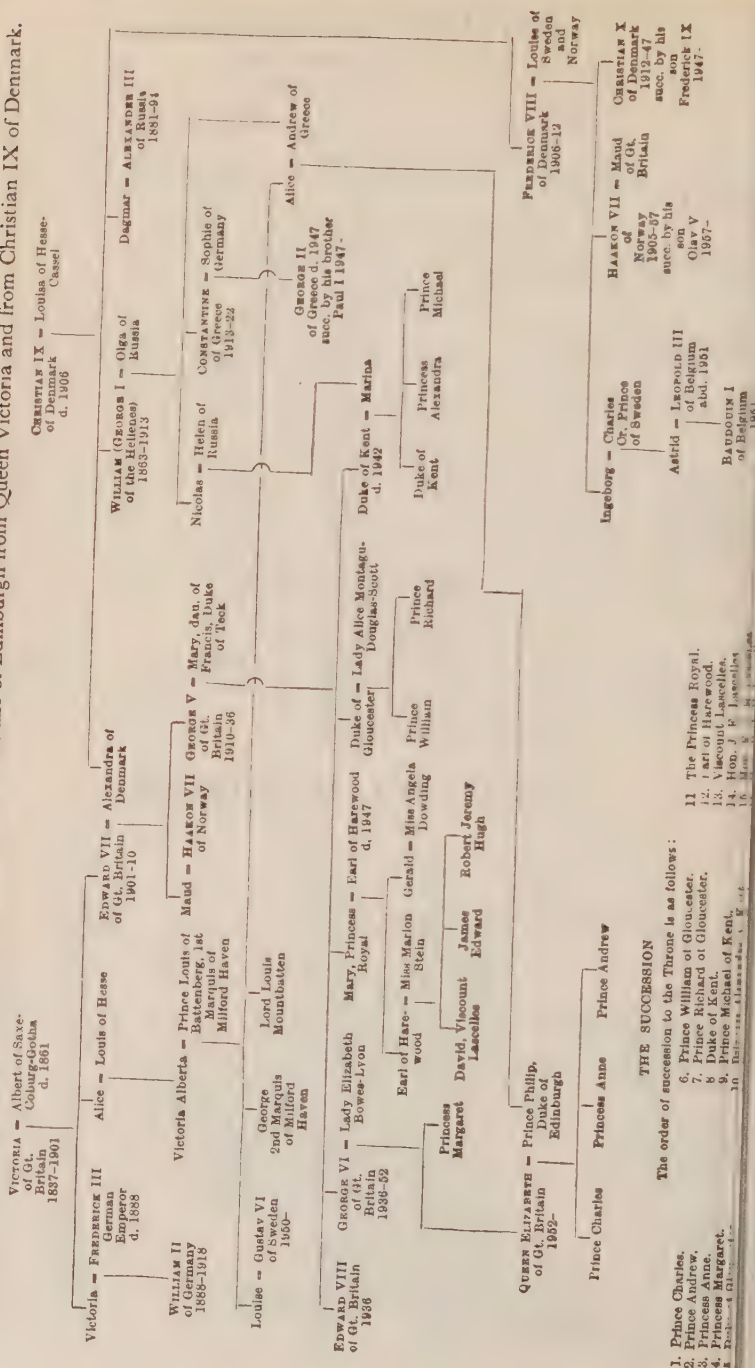 Duke of Edinburgh from Queen Victoria and from Christian IX of Denmark.
VICTORIA = Albert of Saxe-
of Gt. Coburg-Gotha
Britain d. 1861
1837-1901
CHRISTIAN IX = Louisa of Hesse-
of Denmark Cassel
d. 1906
Victoria = FREDERICK III
German
Emperor
d. 1888
Alice = Louis of Hesse
EDWARD VII = Alexandra of
of Gt. Britain Denmark
1901-10
WILLIAM (GEORGE I = Olga of
of the Hellenes) Russia
1863-1913
Dagmar = ALEXANDER III
of Russia
1881-94
WILLIAM II
of Germany
1888-1918
Victoria Alberta = Prince Louis of
Battenberg, 1st
Marquis of
Milford Haven
Maud = HAAKON VII
of Norway
GEORGE V = Mary, dau. of
of Gt. Francis, Duke
Britain of Teck
1910-36
Nicolas = Helen of
Russia
CONSTANTINE = Sophie of
of Greece Germany
1913-22
Alice = Andrew of
Greece
Louise = Gustav VI
of Sweden
1950-
George
2nd Marquis
of Milford
Haven
Lord Louis
Mountbatten
GEORGE II
of Greece d. 1947
succ. by his brother
Paul I 1947-
EDWARD VIII
of Gt. Britain
1936
GEORGE VI = Lady Elizabeth
of Gt. Bowes-Lyon
Britain
1936-52
Mary, Princess = Earl of Harewood
Royal d, 1947
Duke of = Lady Alice Montagu-
Gloucester Douglas-Scott
Duke of Kent = Marina
d. 1942
Earl of Hare- = Miss Marion
wood Stein
Gerald = Miss Angela
Dowding
Prince
William
Prince
Richard
Duke of
Kent
Princess
Alexandra
Prince
Michael
Princess
Margaret
David, Viscount
Lascelles
James
Edward
Robert Jeremy
Hugh
FREDERICK VIII = Louise of
of Denmark Sweden
1906-12 and
Norway
QUEEN ELIZABETH = Prince Philip,
of Gt. Britain Duke of
1952- Edinburgh
Ingeborg = Charles
Cr. Prince
of Sweden
HAAKON VII = Maud
of of Gt.
Norway Britain
1905-57
succ. by his
son
Olav V
1957-
CHRISTIAN X
of Denmark
1912-47
succ. by his
son
Frederick IX
1947-
Prince Charles
Princess Anne
Prince Andrew
Astrid = LEOPOLD III
of Belgium
abd. 1951
BAUDOUIN I
of Belgium
1951
THE SUCCESSION
The order of succession to the Throne is as follows :
1. Prince Charles.
2. Prince Andrew.
3. Princess Anne.
4. Princess Margaret.
6. Prince William of Gloucester.
7. Prince Richard of Gloucester.
8 Duke of Kent.
9. Prince Michael of Kent.
10
11 The Princess Royal.
12. Earl of Harewood.
13. Viscount Lascelles.
14. Hon. J E Lascelles